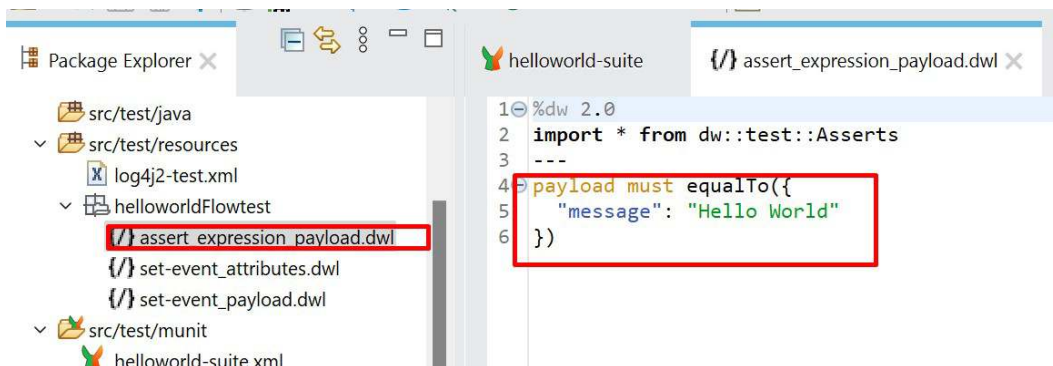 Package Explorer
src/test/java
src/test/resources
log4j2-test.xml
helloworldFlowtest
assert_expression_payload.dwl
set-event_attributes.dwl
set-event_payload.dwl
src/test/munit
helloworld-suite.xml
helloworld-suite
{/} assert_expression_payload.dwl
1 %dw 2.0
2 import * from dw::test::Asserts
3 ---
4 payload must equalTo({
5 "message": "Hello World"
6 })